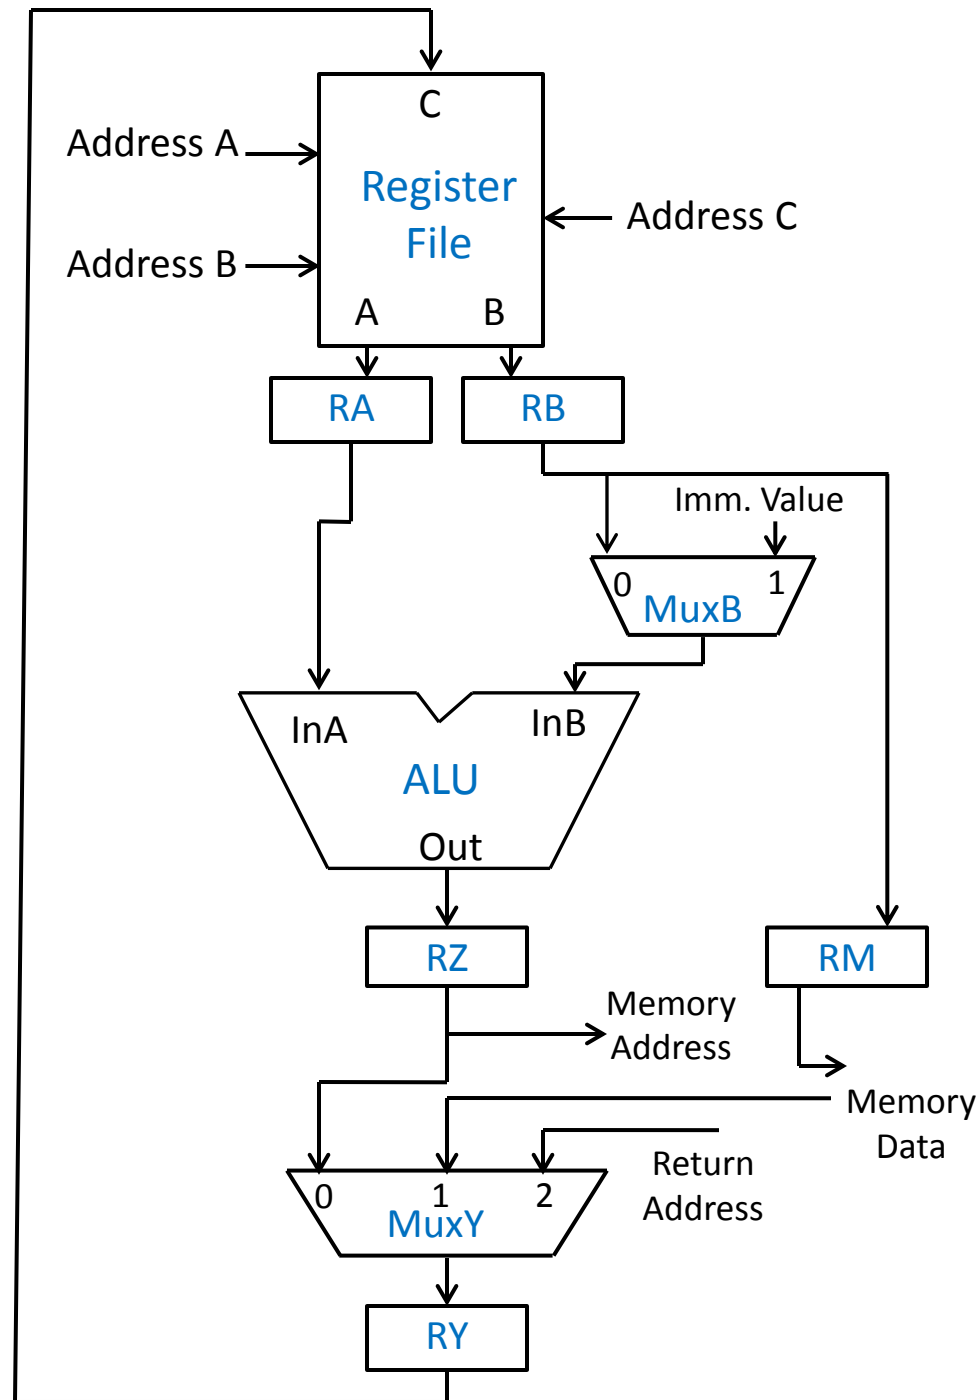 C
Address A
Register
File
Address C
Address B
A
B
RA
RB
Imm. Value
0
1
MuxB
InA
InB
ALU
Out
RZ
RM
Memory
Address
Memory
Data
Return
Address
0
1
2
MuxY
RY